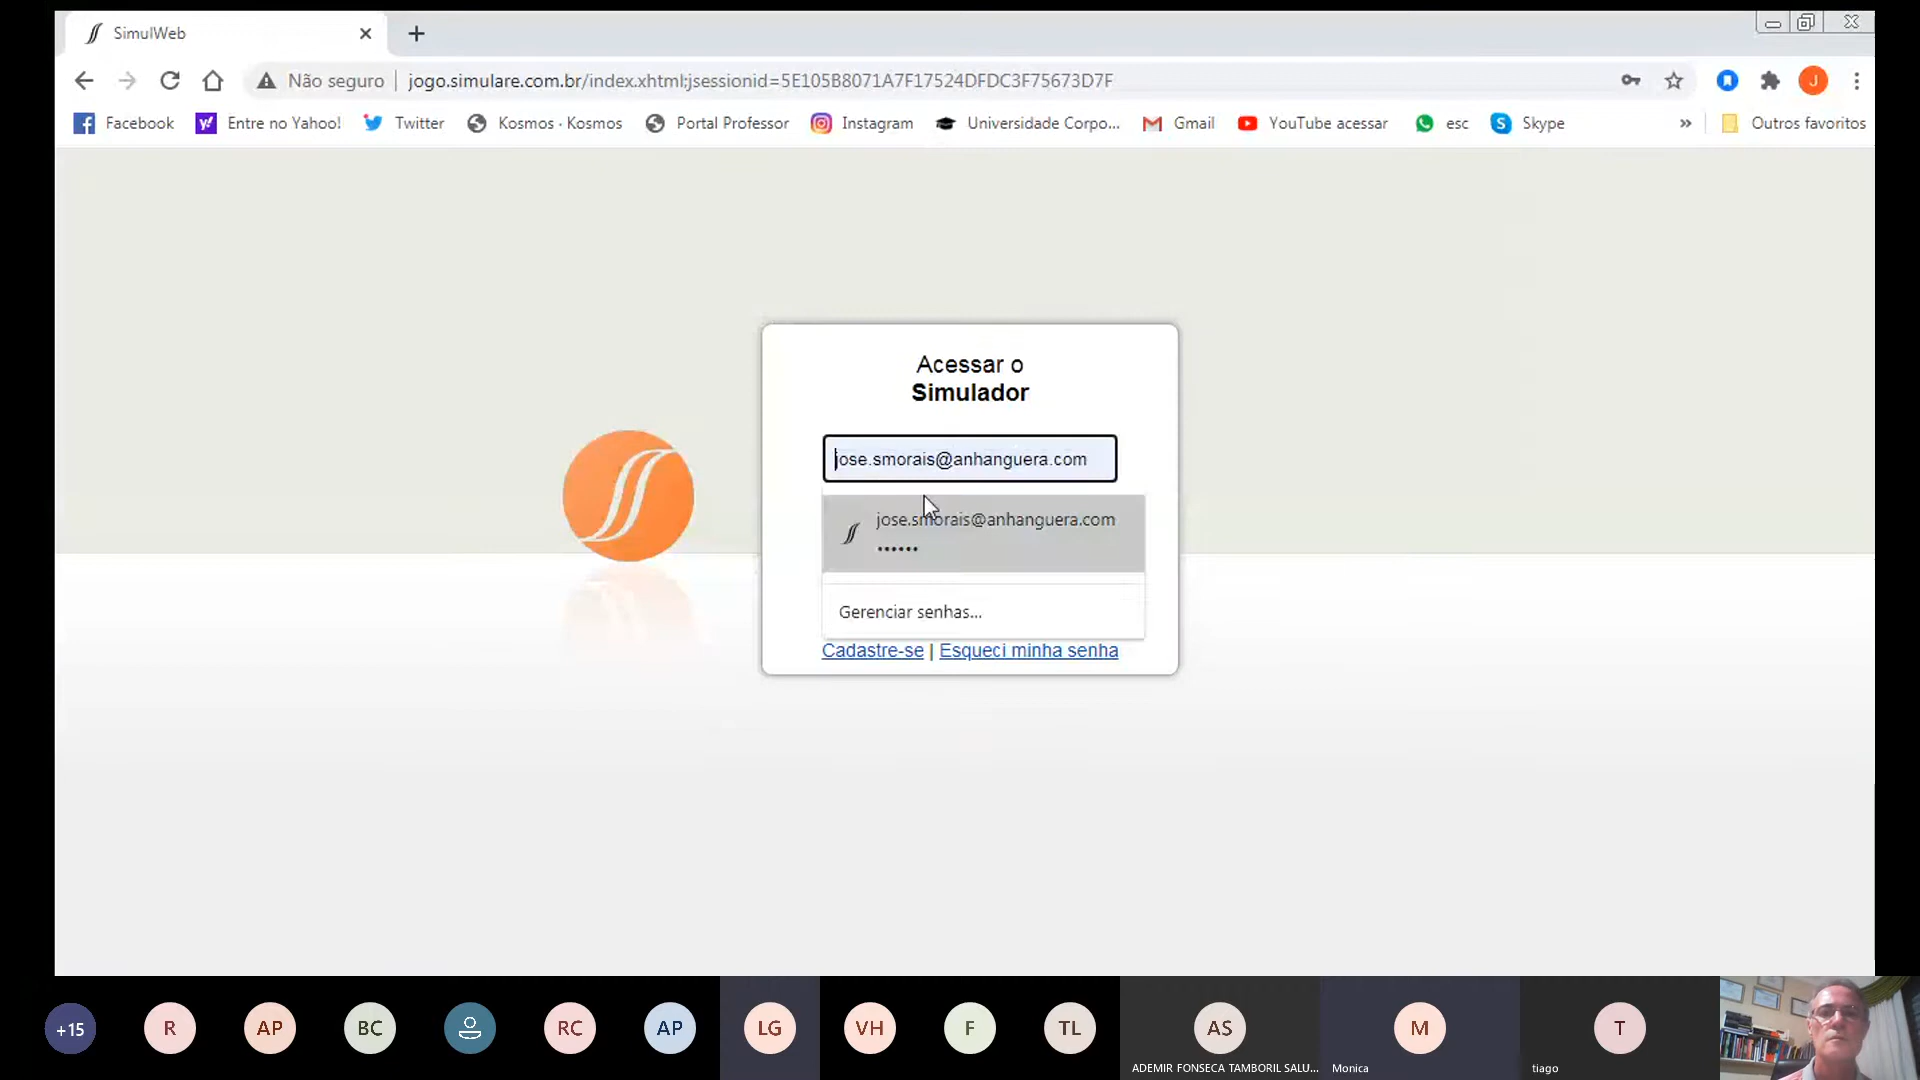 SimulWeb
Não seguro
jogo.simulare.com.br/index.xhtml;jsessionid=5E105B8071A7F17524DFDC3F75673D7F
J
Facebook
Entre no Yahoo!
Twitter
Kosmos · Kosmos
Portal Professor
Instagram
Universidade Corpo...
Gmail
YouTube acessar
esc
Skype
»
Outros favoritos
Acessar o
Simulador
jose.smorais@anhanguera.com
jose.smorais@anhanguera.com
••••••
Gerenciar senhas...
Cadastre-se | Esqueci minha senha
+15
R
AP
BC
RC
AP
LG
VH
F
TL
AS
M
T
ADEMIR FONSECA TAMBORIL SALU...
Monica
tiago